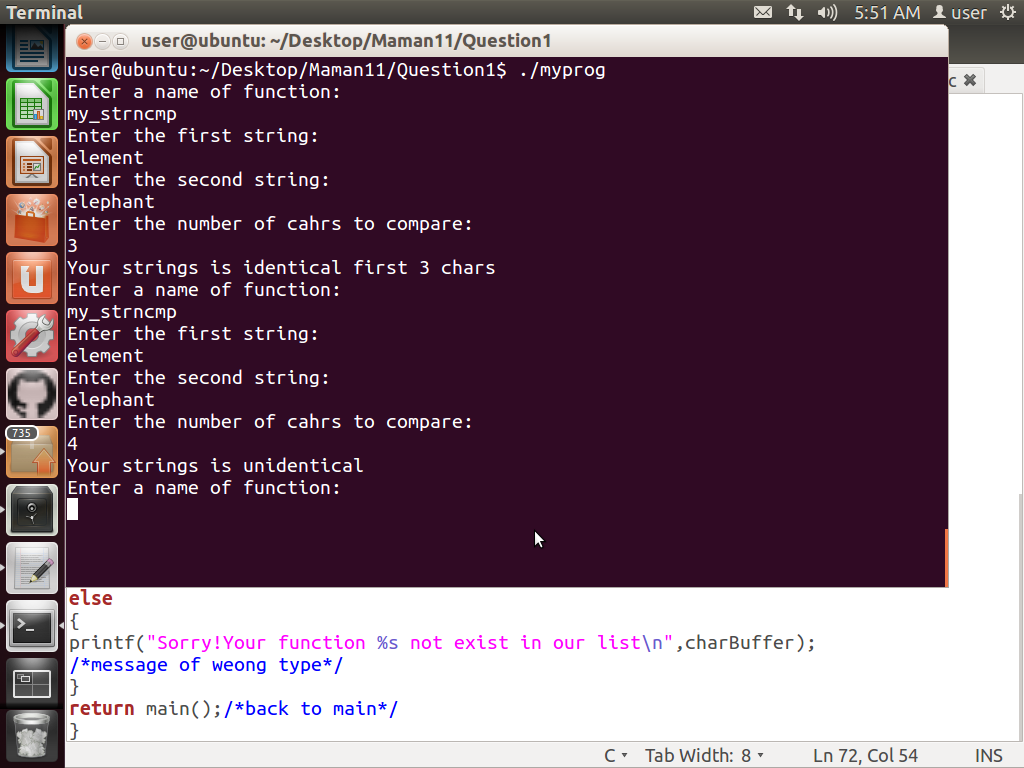 Terminal
5:51 AM
user
user@ubuntu: ~/Desktop/Maman11/Question1
user@ubuntu:~/Desktop/Maman11/Question1$ ./myprog
Enter a name of function:
my_strncmp
Enter the first string:
element
Enter the second string:
elephant
Enter the number of cahrs to compare:
3
Your strings is identical first 3 chars
Enter a name of function:
my_strncmp
Enter the first string:
element
Enter the second string:
elephant
Enter the number of cahrs to compare:
4
Your strings is unidentical
Enter a name of function:
c
735
>_
else
{
printf("Sorry!Your function %s not exist in our list\n",charBuffer);
/*message of weong type*/
}
return main();/*back to main*/
}
C
Tab Width: 8
Ln 72, Col 54
INS